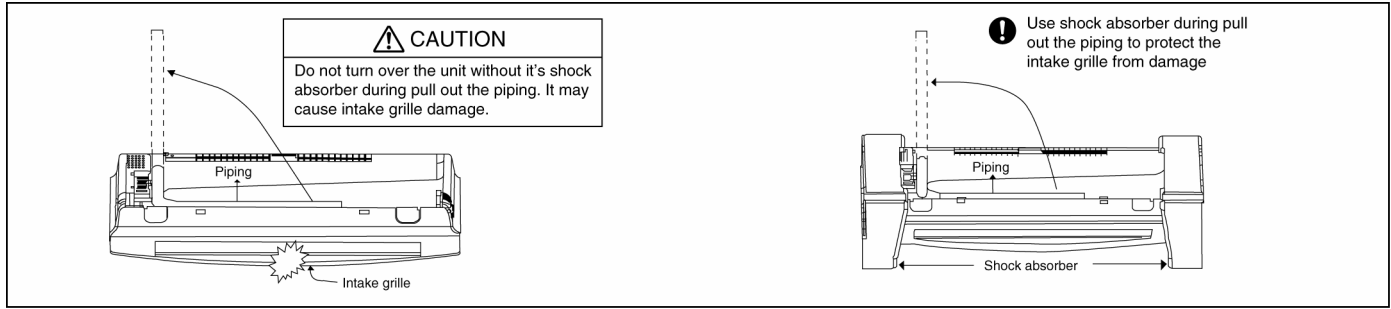 CAUTION
Do not turn over the unit without it's shock
absorber during pull out the piping. It may
cause intake grille damage.
Piping
Intake grille
Use shock absorber during pull
out the piping to protect the
intake grille from damage
Piping
Shock absorber